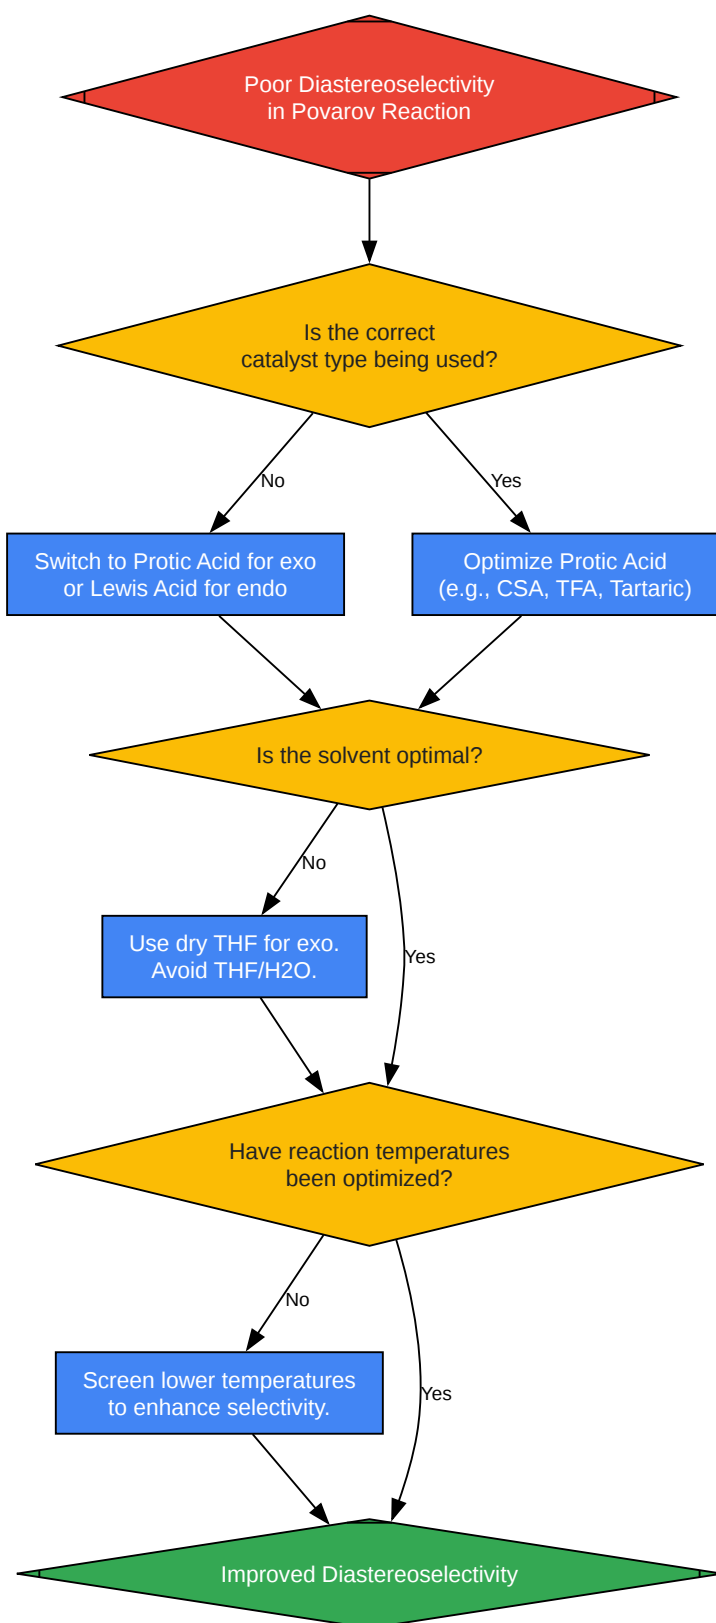 Poor Diastereoselectivity
in Povarov Reaction
Is the correct
catalyst type being used?
No
Yes
Switch to Protic Acid for exo
or Lewis Acid for endo
Optimize Protic Acid
(e.g., CSA, TFA, Tartaric)
Is the solvent optimal?
No
Use dry THF for exo.
Avoid THF/H2O.
Yes
Have reaction temperatures
been optimized?
No
Screen lower temperatures
to enhance selectivity.
Yes
Improved Diastereoselectivity